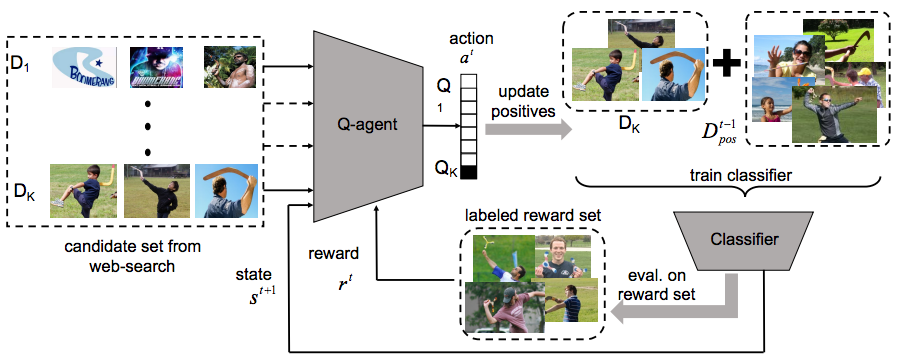 D1
BOOMERANG
DK
candidate set from
web-search
Q-agent
action
a^t
Q
1
QK
update
positives
DK
D_pos^{t-1}
train classifier
Classifier
eval. on
reward set
labeled reward set
reward
r^t
state
s^{t+1}